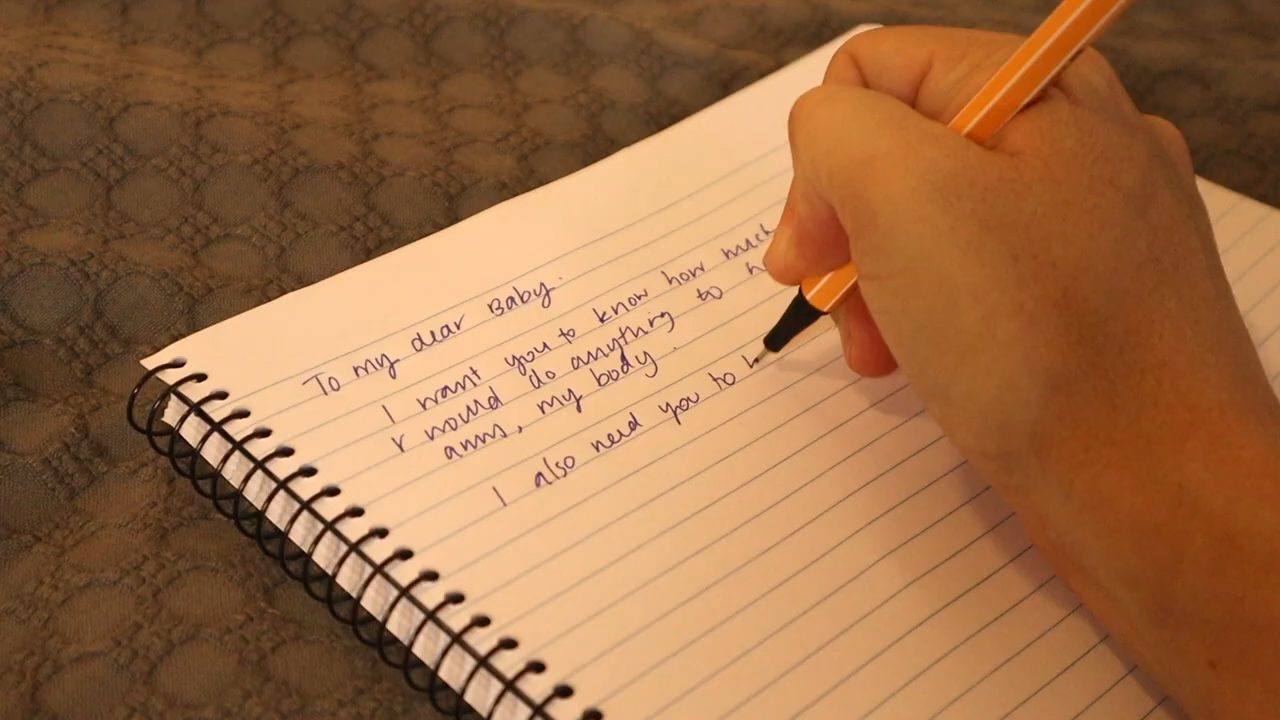 To my dear Baby.
I want you to know how much
I would do anything to
arms, my body.
I also need you to